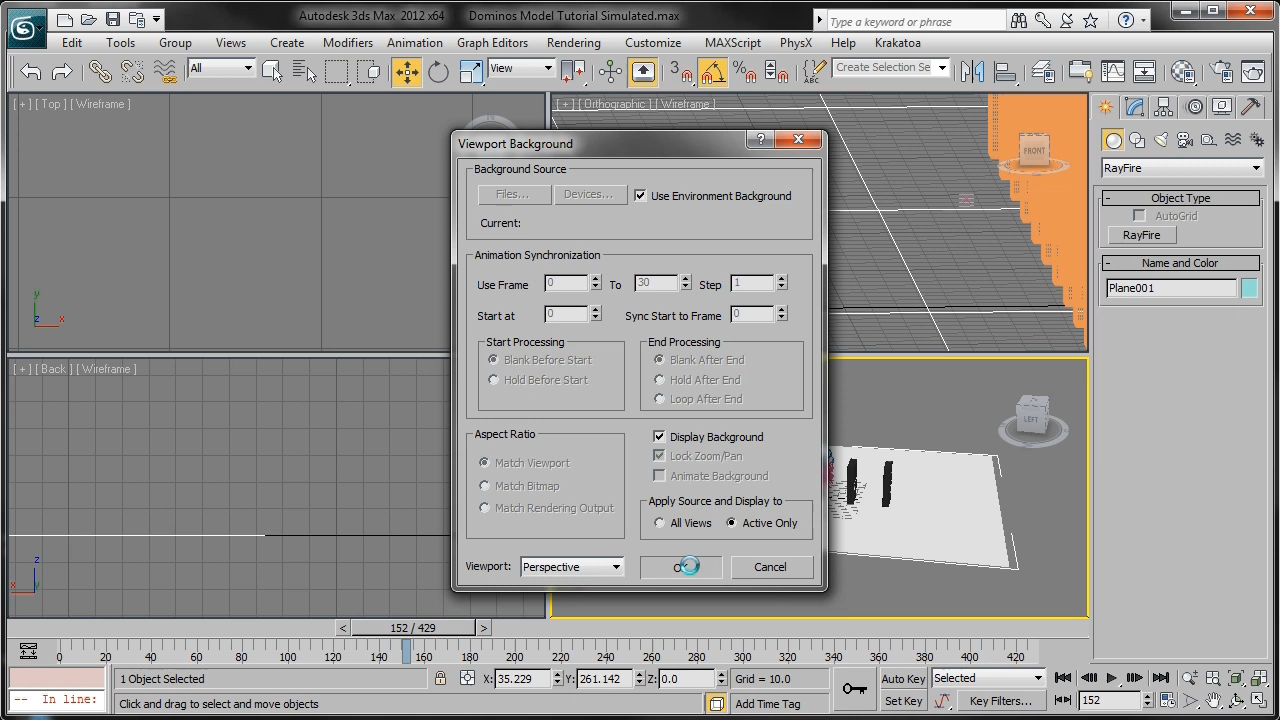 Autodesk 3ds Max 2012 x64 Dominos Model Tutorial Simulated.max
Type a keyword or phrase
Edit Tools Group Views Create Modifiers Animation Graph Editors Rendering Customize MAXScript PhysX Help Krakatoa
All View 3 Create Selection Se
[ + ] [ Top ] [ Wireframe ]
[ + ] [ Orthographic ] [ Wireframe ]
FRONT
Viewport Background
Background Source
Files... Devices... Use Environment Background
Current:
Animation Synchronization
Use Frame 0 To 30 Step 1
Start at 0 Sync Start to Frame 0
Start Processing
Blank Before Start
Hold Before Start
End Processing
Blank After End
Hold After End
Loop After End
Aspect Ratio
Match Viewport
Match Bitmap
Match Rendering Output
Display Background
Lock Zoom/Pan
Animate Background
Apply Source and Display to
All Views Active Only
Viewport: Perspective Cancel
RayFire
- Object Type
AutoGrid
RayFire
- Name and Color
Plane001
y
z x
[ + ] [ Back ] [ Wireframe ]
LEFT
z
x y
< 152 / 429 >
0 20 40 60 80 100 120 140 160 180 200 220 240 260 280 300 320 340 360 380 400 420
1 Object Selected X: 35.229 Y: 261.142 Z: 0.0 Grid = 10.0 Auto Key Selected
-- In line: Click and drag to select and move objects Add Time Tag Set Key Key Filters... 152